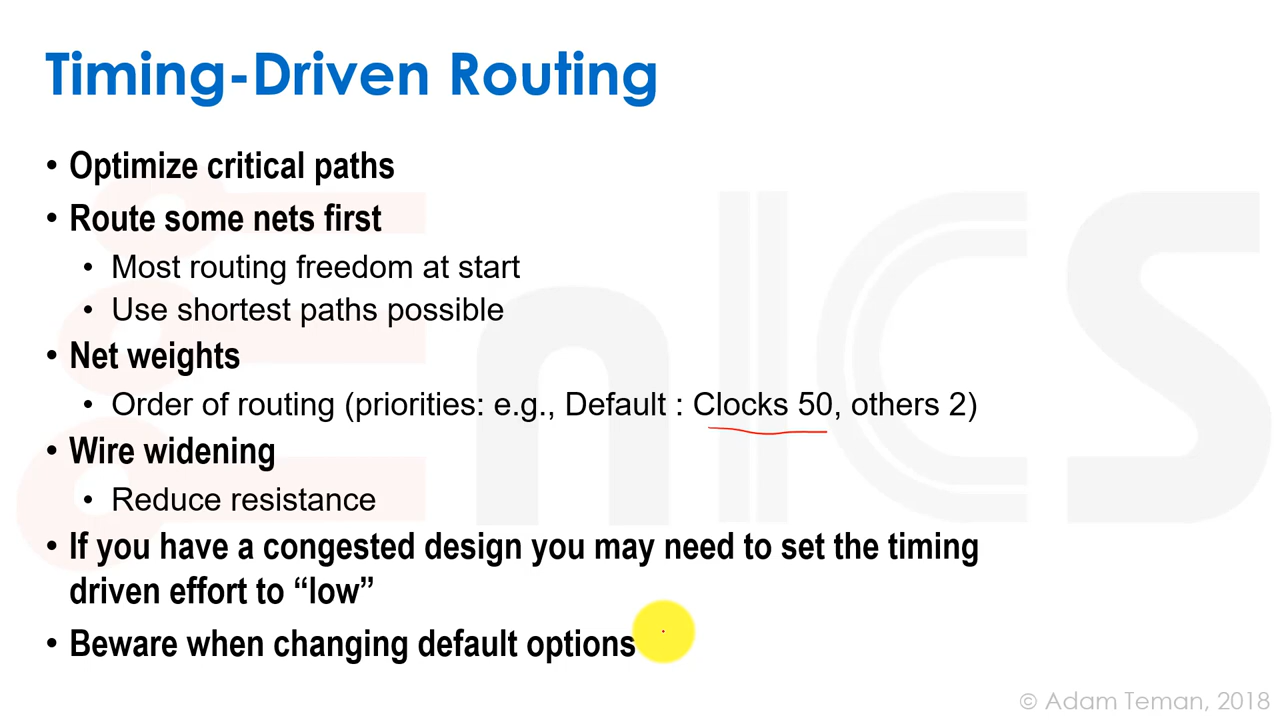 Timing-Driven Routing
• Optimize critical paths
• Route some nets first
• Most routing freedom at start
• Use shortest paths possible
• Net weights
• Order of routing (priorities: e.g., Default : Clocks 50, others 2)
• Wire widening
• Reduce resistance
• If you have a congested design you may need to set the timing
driven effort to “low”
• Beware when changing default options
EnICS
© Adam Teman, 2018